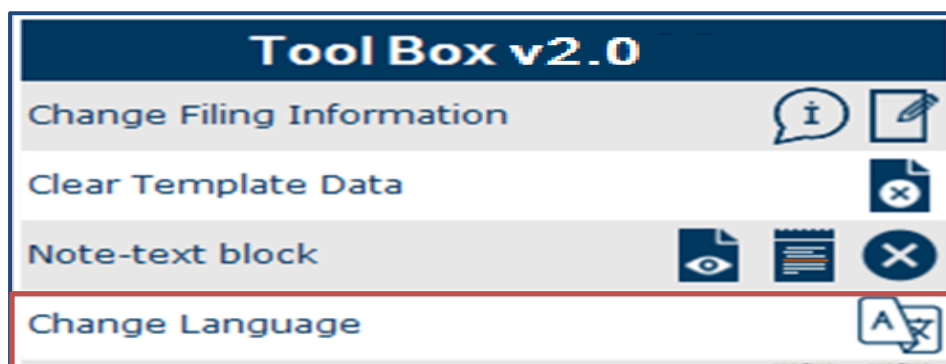 Tool Box v2.0
Change Filing Information
Clear Template Data
Note-text block
Change Language